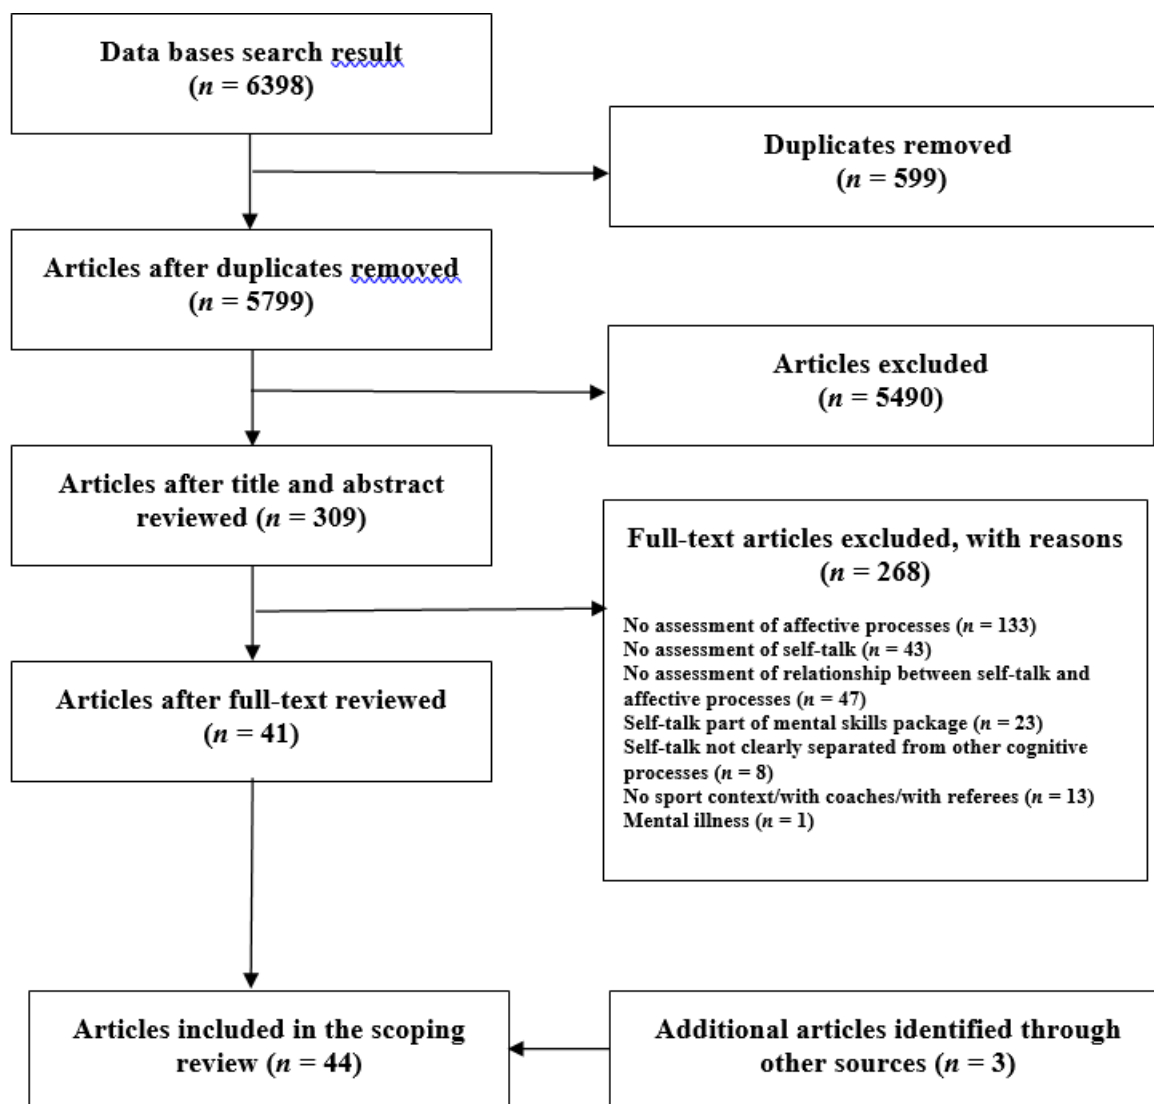 Data bases search result
(n = 6398)
Duplicates removed
(n = 599)
Articles after duplicates removed
(n = 5799)
Articles excluded
(n = 5490)
Articles after title and abstract
reviewed (n = 309)
Full-text articles excluded, with reasons
(n = 268)
No assessment of affective processes (n = 133)
No assessment of self-talk (n = 43)
No assessment of relationship between self-talk and
affective processes (n = 47)
Self-talk part of mental skills package (n = 23)
Self-talk not clearly separated from other cognitive
processes (n = 8)
No sport context/with coaches/with referees (n = 13)
Mental illness (n = 1)
Articles after full-text reviewed
(n = 41)
Articles included in the scoping
review (n = 44)
Additional articles identified through
other sources (n = 3)